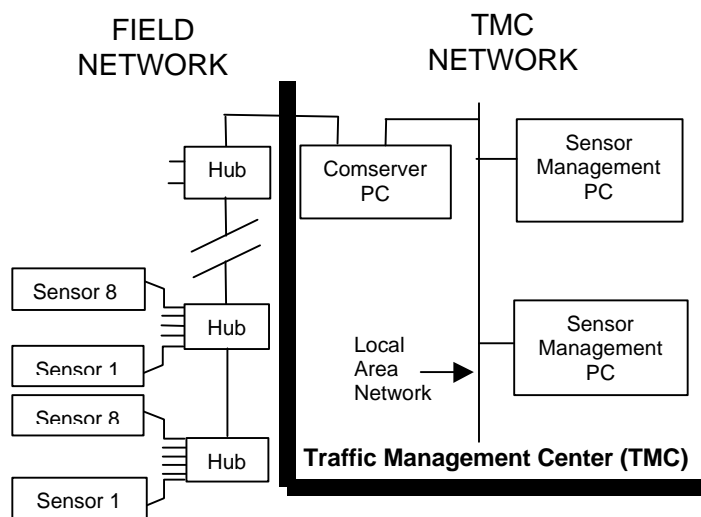 FIELD
NETWORK
TMC
NETWORK
Hub
Comserver
PC
Sensor
Management
PC
Sensor 8
Hub
Sensor 1
Sensor
Management
PC
Local
Area
Network
Sensor 8
Hub
Sensor 1
Traffic Management Center (TMC)